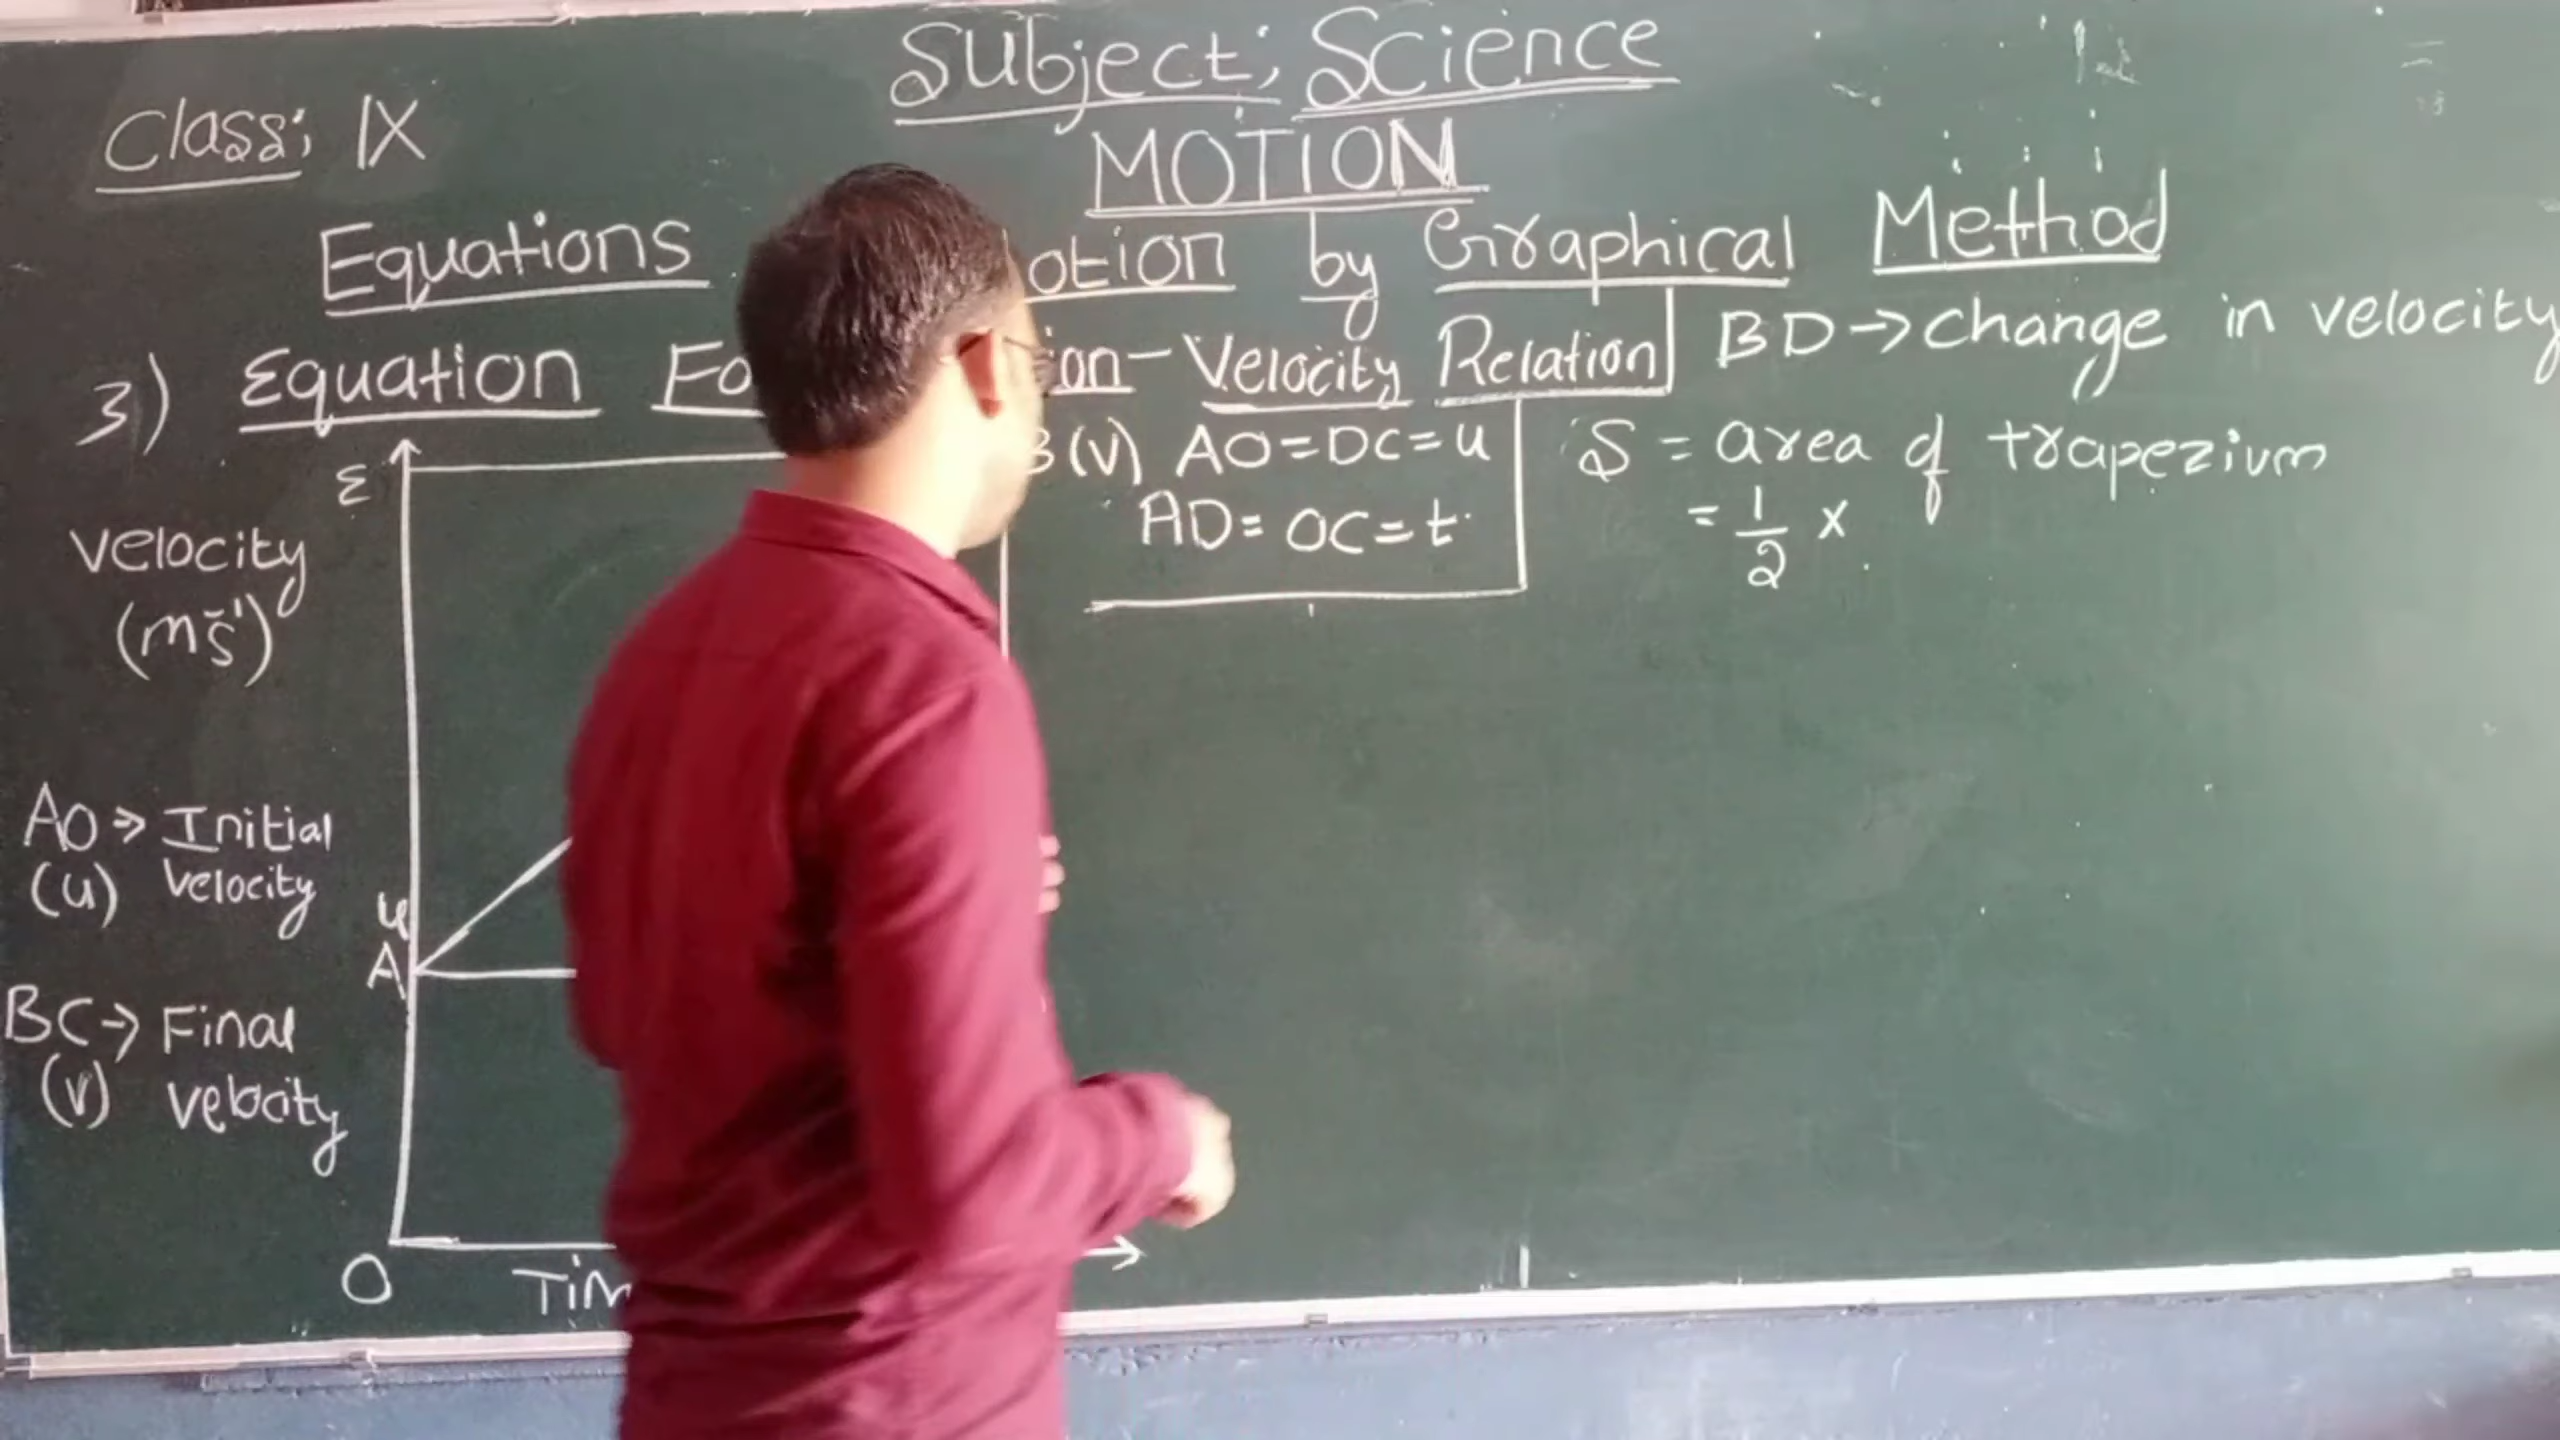 Subject; Science
Class; IX
MOTION
Equations otion by Graphical Method
3) Equation Fo ion-Velocity Relation
BD→change in velocity
E
B(v) AO=DC=u
AD=OC=t
S = area of trapezium
= 1/2 x
velocity
(ms⁻¹)
AO→ Initial
(u) velocity
u
A
BC→ Final
(v) velocity
O
Tim